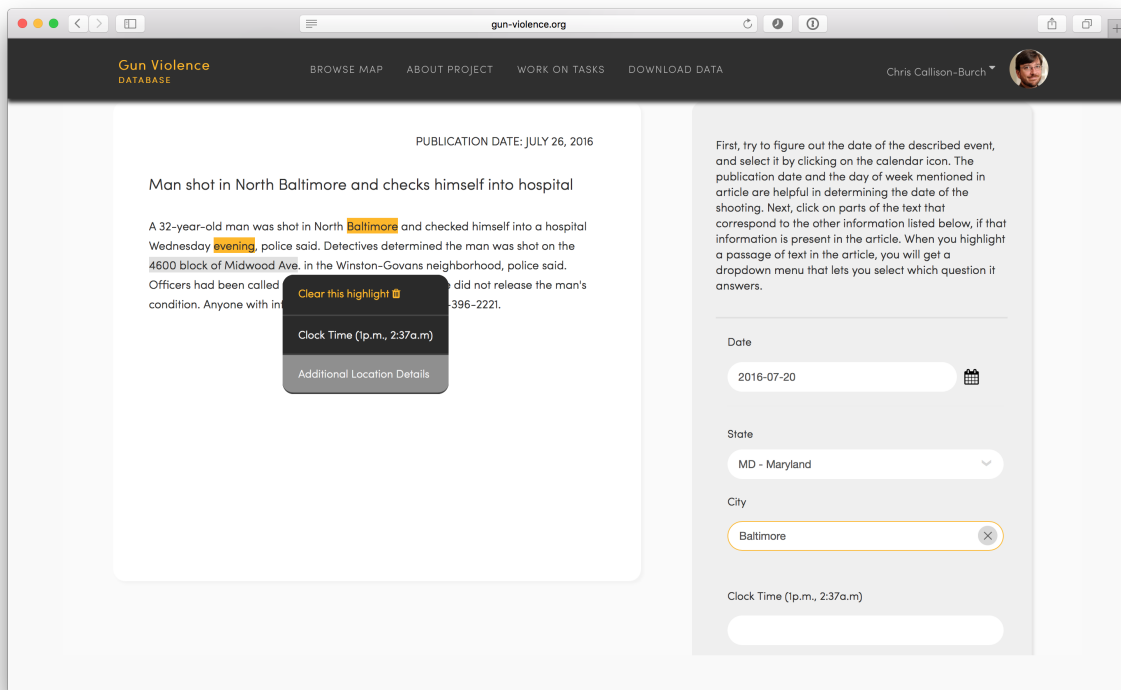 gun-violence.org
Gun Violence
DATABASE
BROWSE MAP ABOUT PROJECT WORK ON TASKS DOWNLOAD DATA
Chris Callison-Burch
PUBLICATION DATE: JULY 26, 2016
Man shot in North Baltimore and checks himself into hospital
A 32-year-old man was shot in North Baltimore and checked himself into a hospital
Wednesday evening, police said. Detectives determined the man was shot on the
4600 block of Midwood Ave. in the Winston-Govans neighborhood, police said.
Officers had been called did not release the man's
condition. Anyone with -396-2221.
Clear this highlight
Clock Time (1p.m., 2:37a.m)
Additional Location Details
First, try to figure out the date of the described event,
and select it by clicking on the calendar icon. The
publication date and the day of week mentioned in
article are helpful in determining the date of the
shooting. Next, click on parts of the text that
correspond to the other information listed below, if that
information is present in the article. When you highlight
a passage of text in the article, you will get a
dropdown menu that lets you select which question it
answers.
Date
2016-07-20
State
MD - Maryland
City
Baltimore
Clock Time (1p.m., 2:37a.m)